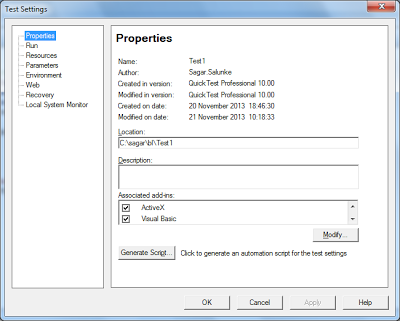 Test Settings
Properties
Run
Resources
Parameters
Environment
Web
Recovery
Local System Monitor
Properties
Name: Test1
Author: Sagar.Salunke
Created in version: QuickTest Professional 10.00
Modified in version: QuickTest Professional 10.00
Created on date: 20 November 2013 18:46:30
Modified on date: 21 November 2013 10:18:33
Location:
C:\sagar\bl\Test1
Description:
Associated add-ins:
ActiveX
Visual Basic
Modify...
Generate Script... Click to generate an automation script for the test settings
OK Cancel Apply Help